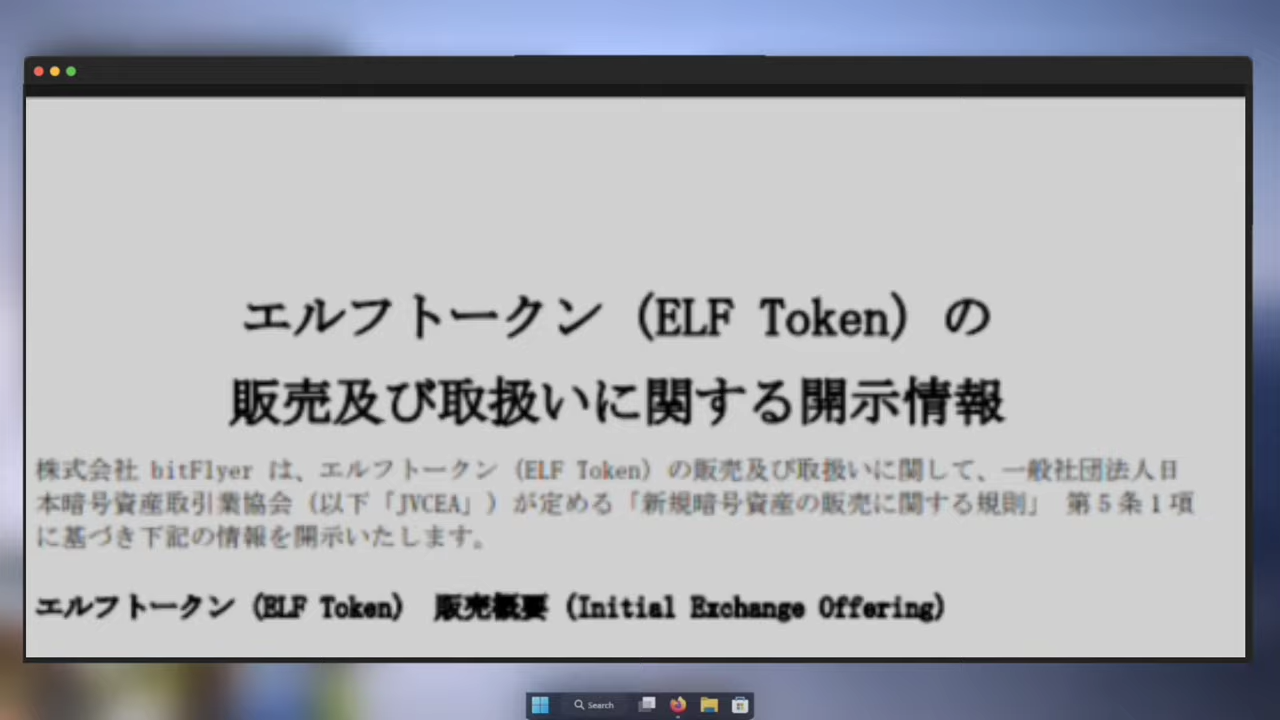 エルフトークン (ELF Token) の
販売及び取扱いに関する開示情報
株式会社 bitFlyer は、エルフトークン (ELF Token) の販売及び取扱いに関して、一般社団法人日
本暗号資産取引業協会 (以下「JVCEA」) が定める「新規暗号資産の販売に関する規則」 第5条1項
に基づき下記の情報を開示いたします。
エルフトークン (ELF Token) 販売概要 (Initial Exchange Offering)
Search